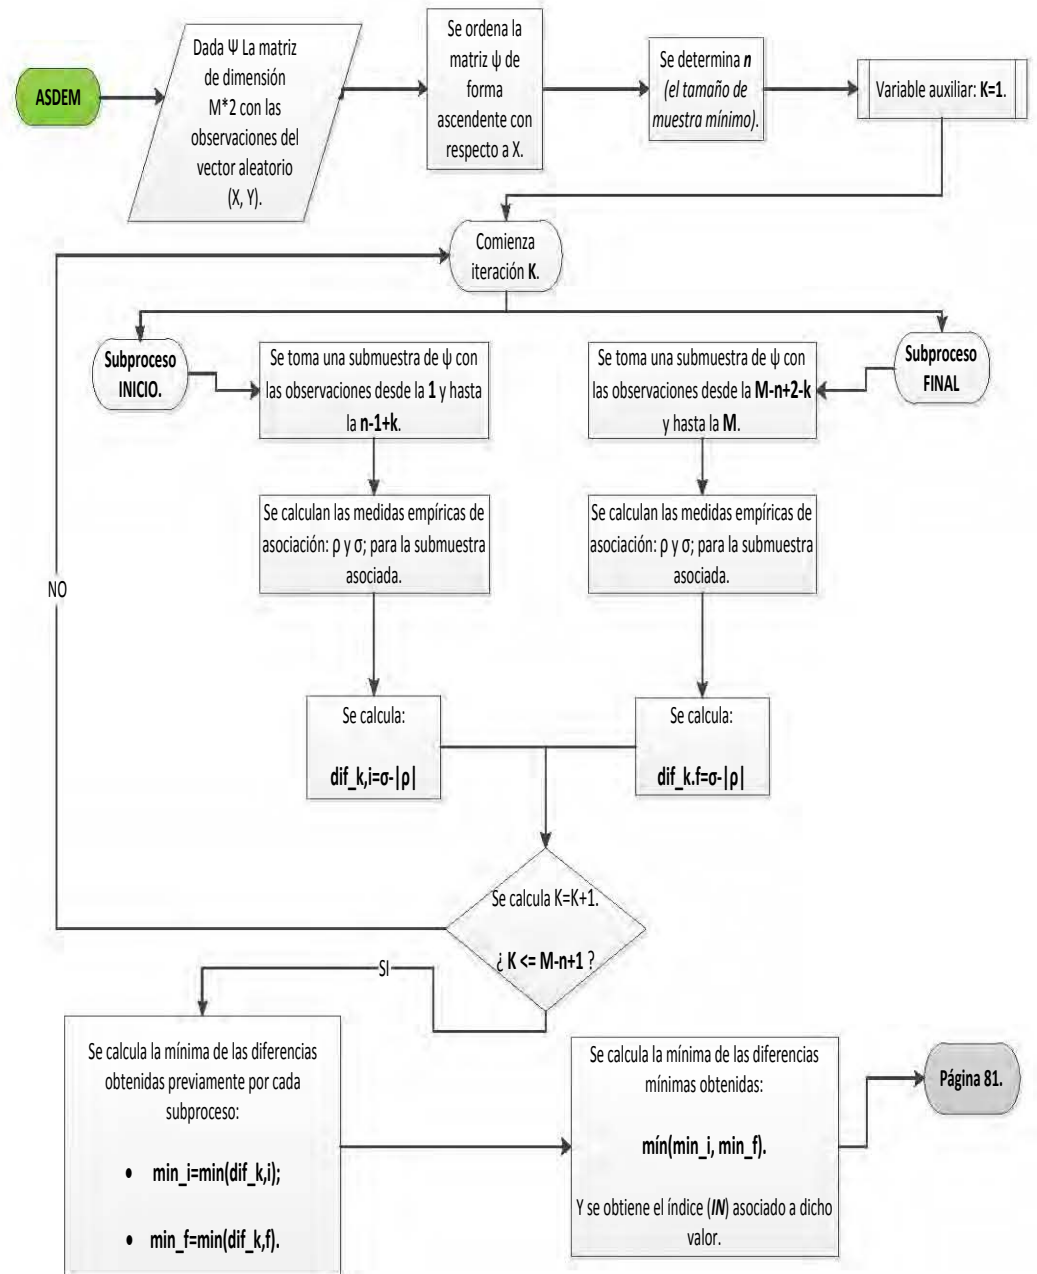 ASDEM
Dada Ψ La matriz
de dimensión
M*2 con las
observaciones del
vector aleatorio
(X, Y).
Se ordena la
matriz ψ de
forma
ascendente con
respecto a X.
Se determina n
(el tamaño de
muestra mínimo).
Variable auxiliar: K=1.
Comienza
iteración K.
Subproceso
INICIO.
Se toma una submuestra de ψ con
las observaciones desde la 1 y hasta
la n-1+k.
Se toma una submuestra de ψ con
las observaciones desde la M-n+2-k
y hasta la M.
Subproceso
FINAL
Se calculan las medidas empíricas de
asociación: ρ y σ; para la submuestra
asociada.
Se calculan las medidas empíricas de
asociación: ρ y σ; para la submuestra
asociada.
NO
Se calcula:
dif_k,i=σ-|ρ|
Se calcula:
dif_k.f=σ-|ρ|
Se calcula K=K+1.
¿ K <= M-n+1 ?
SI
Se calcula la mínima de las diferencias
obtenidas previamente por cada
subproceso:
• min_i=min(dif_k,i);
• min_f=min(dif_k,f).
Se calcula la mínima de las diferencias
mínimas obtenidas:
mín(min_i, min_f).
Y se obtiene el índice (IN) asociado a dicho
valor.
Página 81.